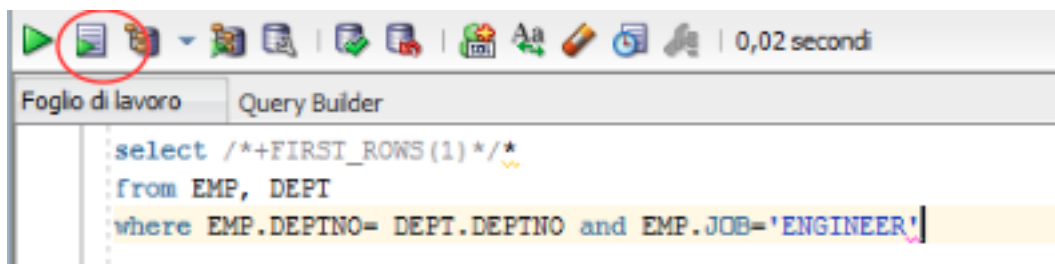 0,02 secondi
Foglio di lavoro Query Builder
select /*+FIRST_ROWS(1)*/*
from EMP, DEPT
where EMP.DEPTNO= DEPT.DEPTNO and EMP.JOB='ENGINEER'